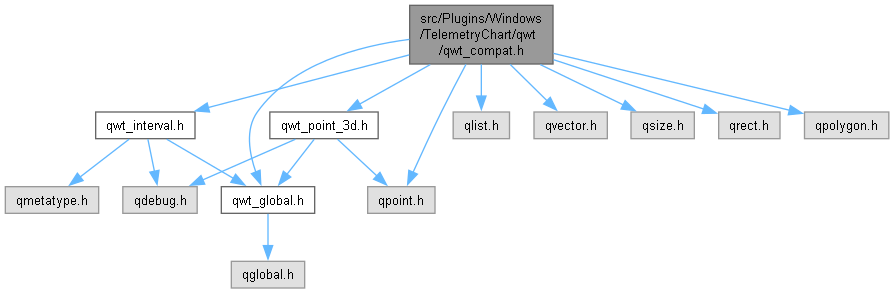 src/Plugins/Windows
/TelemetryChart/qwt
/qwt_compat.h
qwt_interval.h
qwt_point_3d.h
qlist.h
qvector.h
qsize.h
qrect.h
qpolygon.h
qmetatype.h
qdebug.h
qwt_global.h
qpoint.h
qglobal.h